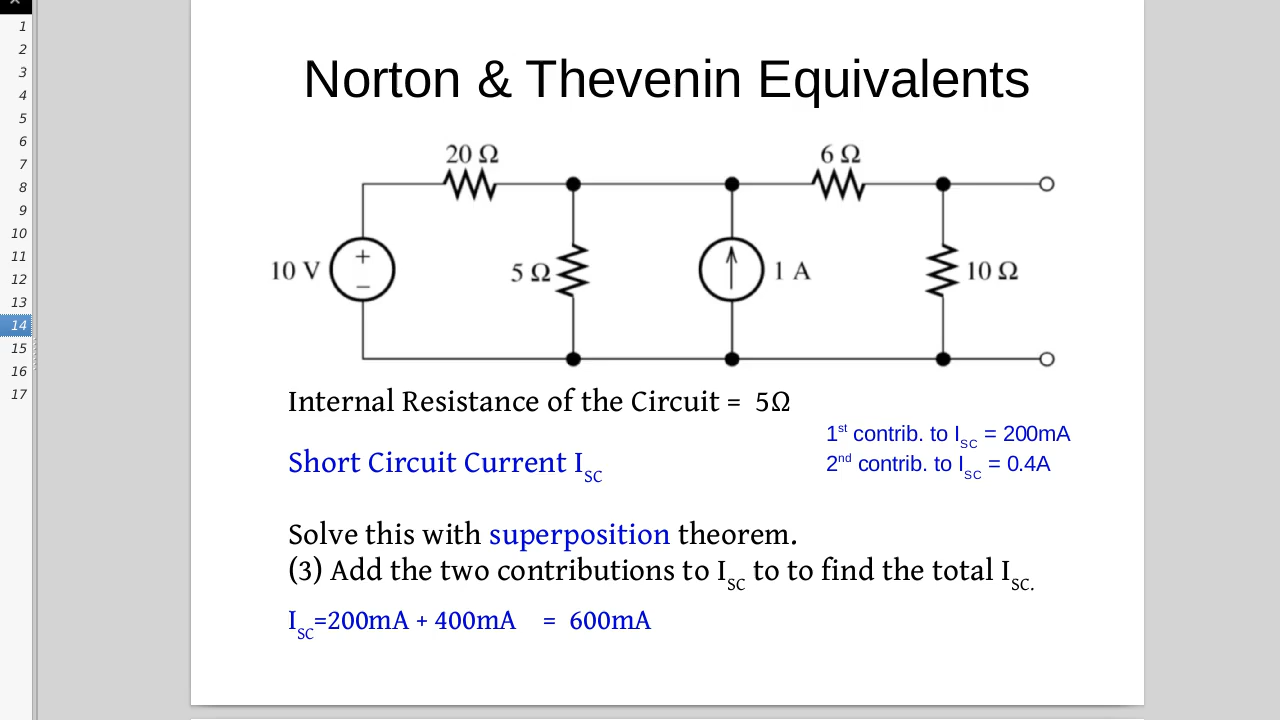 1
2
3
4
5
6
7
8
9
10
11
12
13
14
15
16
17
Norton & Thevenin Equivalents
20 Ω
6 Ω
10 V
+
−
5 Ω
1 A
10 Ω
Internal Resistance of the Circuit = 5Ω
1st contrib. to ISC = 200mA
2nd contrib. to ISC = 0.4A
Short Circuit Current ISC
Solve this with superposition theorem.
(3) Add the two contributions to ISC to to find the total ISC.
ISC=200mA + 400mA = 600mA